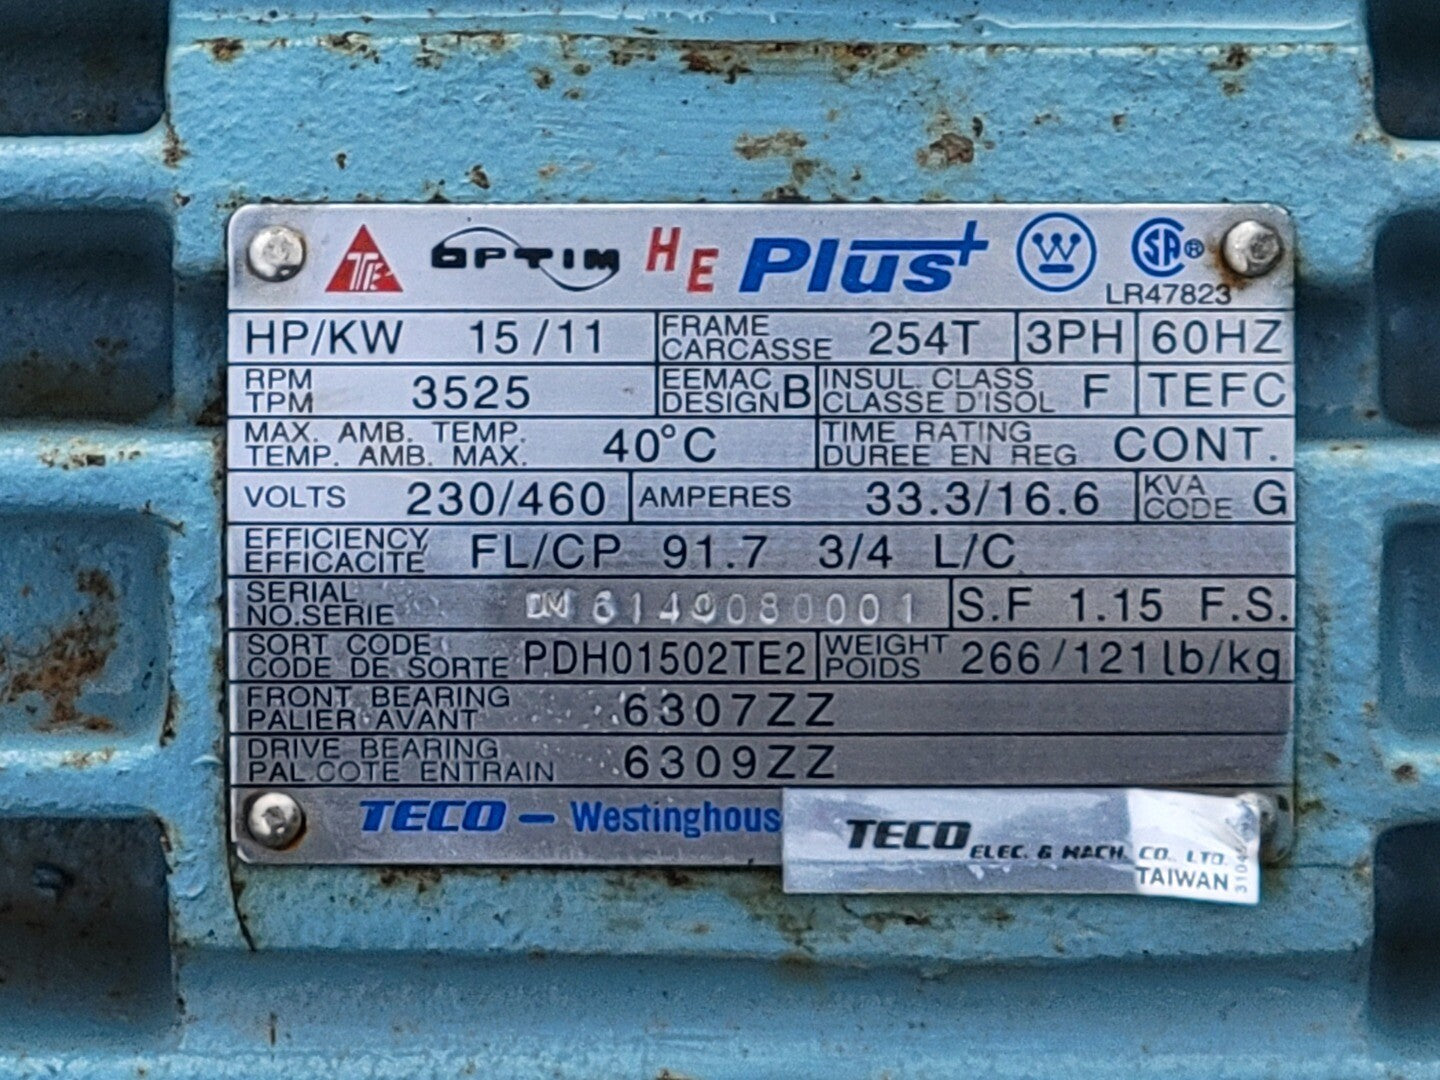 TE OPTIM HE Plus+ SA®
LR47823
HP/KW 15/11 FRAME CARCASSE 254T 3PH 60HZ
RPM TPM 3525 EEMAC DESIGN B INSUL. CLASS CLASSE D'ISOL F TEFC
MAX. AMB. TEMP. TEMP. AMB. MAX. 40°C TIME RATING DUREE EN REG. CONT.
VOLTS 230/460 AMPERES 33.3/16.6 KVA CODE G
EFFICIENCY EFFICACITE FL/CP 91.7 3/4 L/C
SERIAL NO.SERIE S.F 1.15 F.S.
SORT CODE CODE DE SORTE PDH01502TE2 WEIGHT POIDS 266/121 lb/kg
FRONT BEARING PALIER AVANT 6307ZZ
DRIVE BEARING PAL.COTE ENTRAIN 6309ZZ
TECO - Westinghous TECO ELEC. & MACH. CO. LTD.
TAIWAN